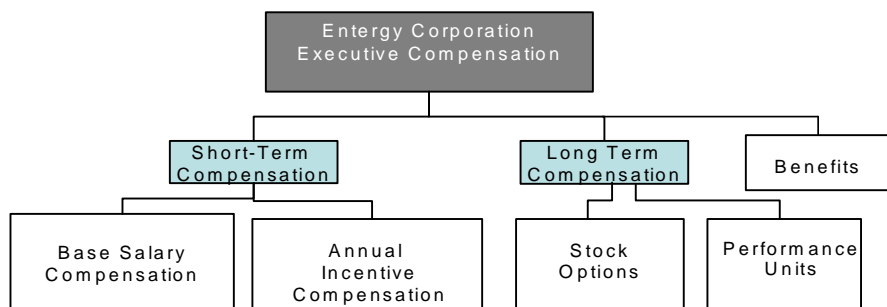 Entergy Corporation
Executive Compensation
Short-Term
Compensation
Long Term
Compensation
Benefits
Base Salary
Compensation
Annual
Incentive
Compensation
Stock
Options
Performance
Units